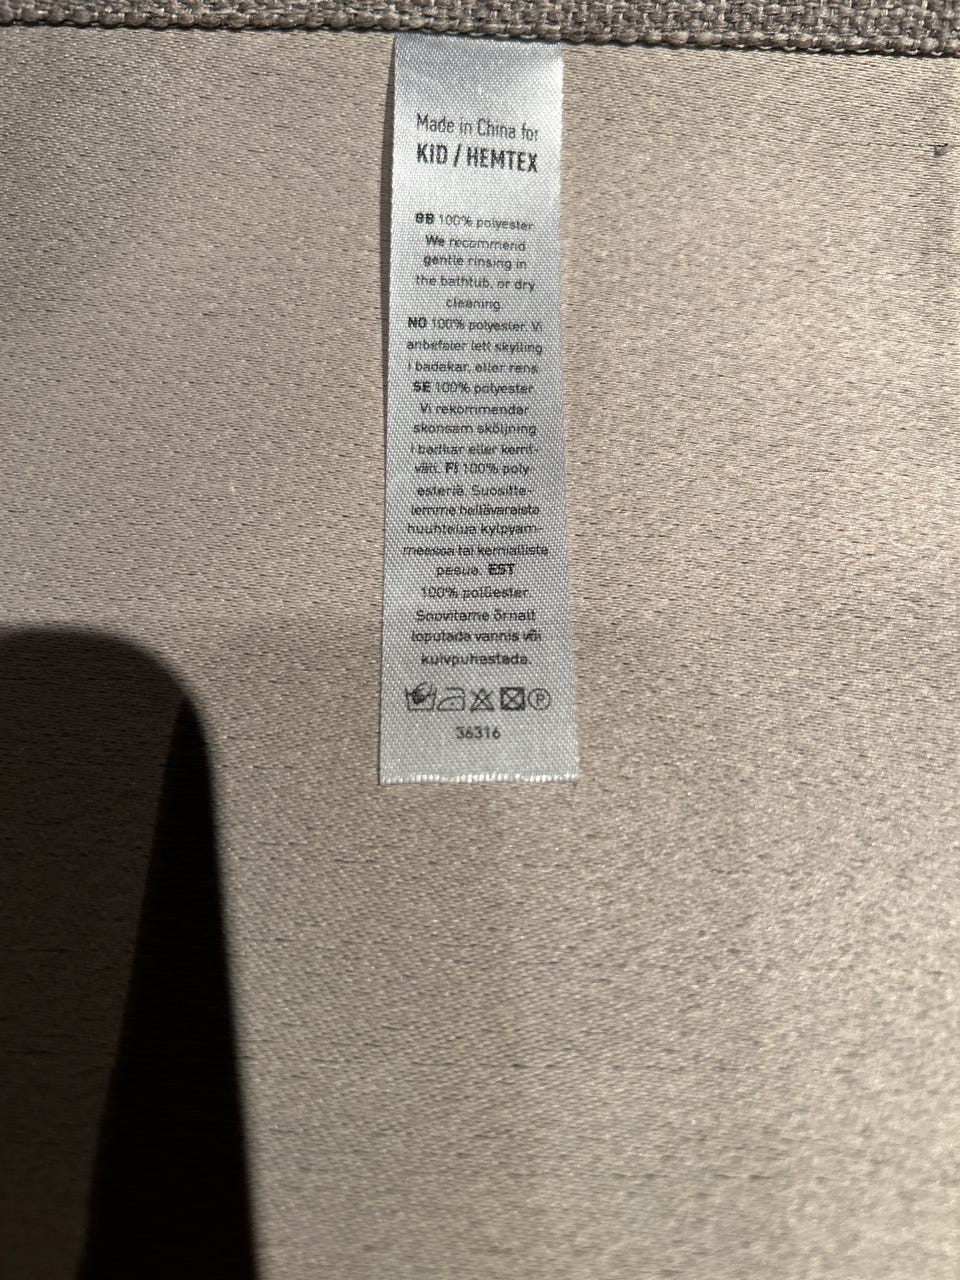 Made in China for
KID / HEMTEX
GB 100% polyester
We recommend
gentle rinsing in
the bathtub, or dry
cleaning.
NO 100% polyester. Vi
anbefaler lett skylling
i badekar, eller rens
SE 100% polyester
Vi rekommendar
skonsam sköljning
i badkar eller kemt-
vätt. FI 100% poly-
esteriä. Suositte-
lemme hellävaraista
huuhtelua kylpyam-
meessa tai kemiallista
pesua. EST
100% polüester.
Soovitame õrnalt
loputada vannis või
kuivpuhastada.
P
36316